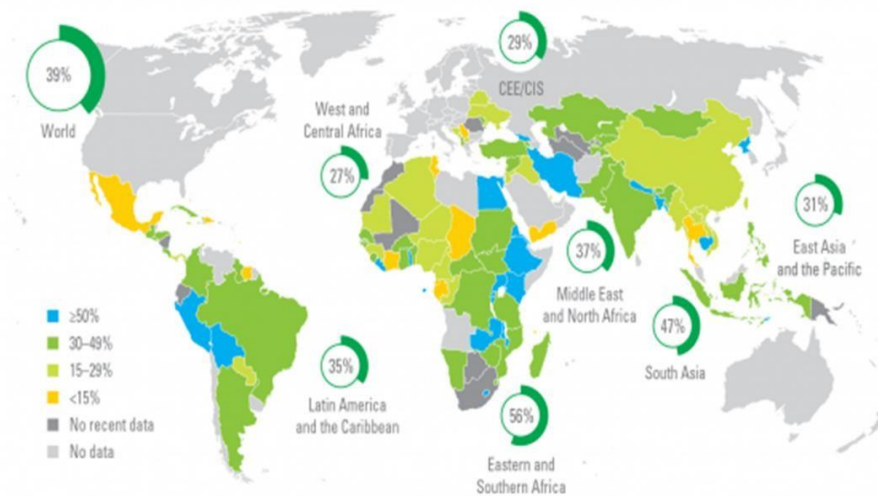 39%
World
29%
CEE/CIS
West and
Central Africa
27%
31%
East Asia
and the Pacific
37%
Middle East
and North Africa
47%
South Asia
≥50%
30–49%
15–29%
<15%
No recent data
No data
35%
Latin America
and the Caribbean
56%
Eastern and
Southern Africa